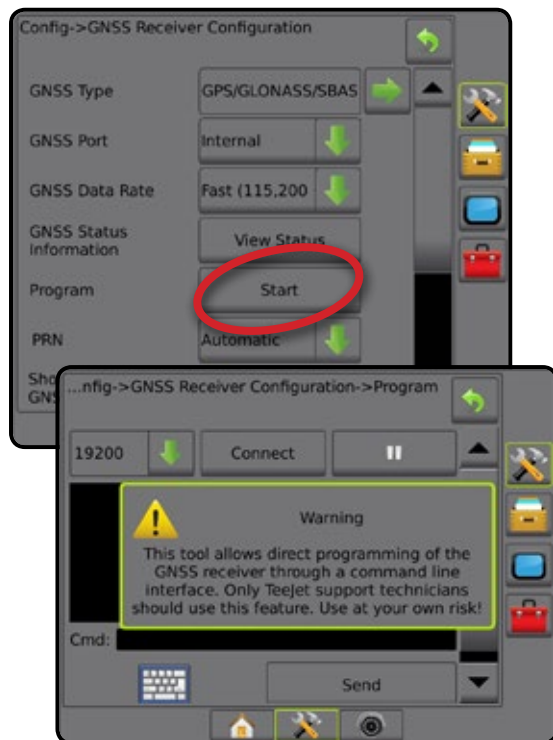 Config->GNSS Receiver Configuration
GNSS Type GPS/GLONASS/SBAS
GNSS Port Internal
GNSS Data Rate Fast (115,200
GNSS Status
Information View Status
Program Start
PRN Automatic
...nfig->GNSS Receiver Configuration->Program
19200 Connect
Warning
This tool allows direct programming of the
GNSS receiver through a command line
interface. Only TeeJet support technicians
should use this feature. Use at your own risk!
Cmd:
Send